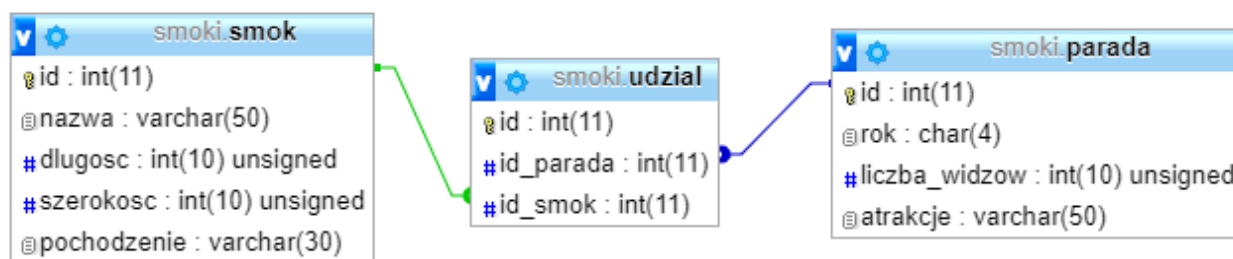 smoki.smok
id : int(11)
nazwa : varchar(50)
dlugosc : int(10) unsigned
szerokosc : int(10) unsigned
pochodzenie : varchar(30)
smoki.udzial
id : int(11)
id_parada : int(11)
id_smok : int(11)
smoki.parada
id : int(11)
rok : char(4)
liczba_widzow : int(10) unsigned
atrakcje : varchar(50)